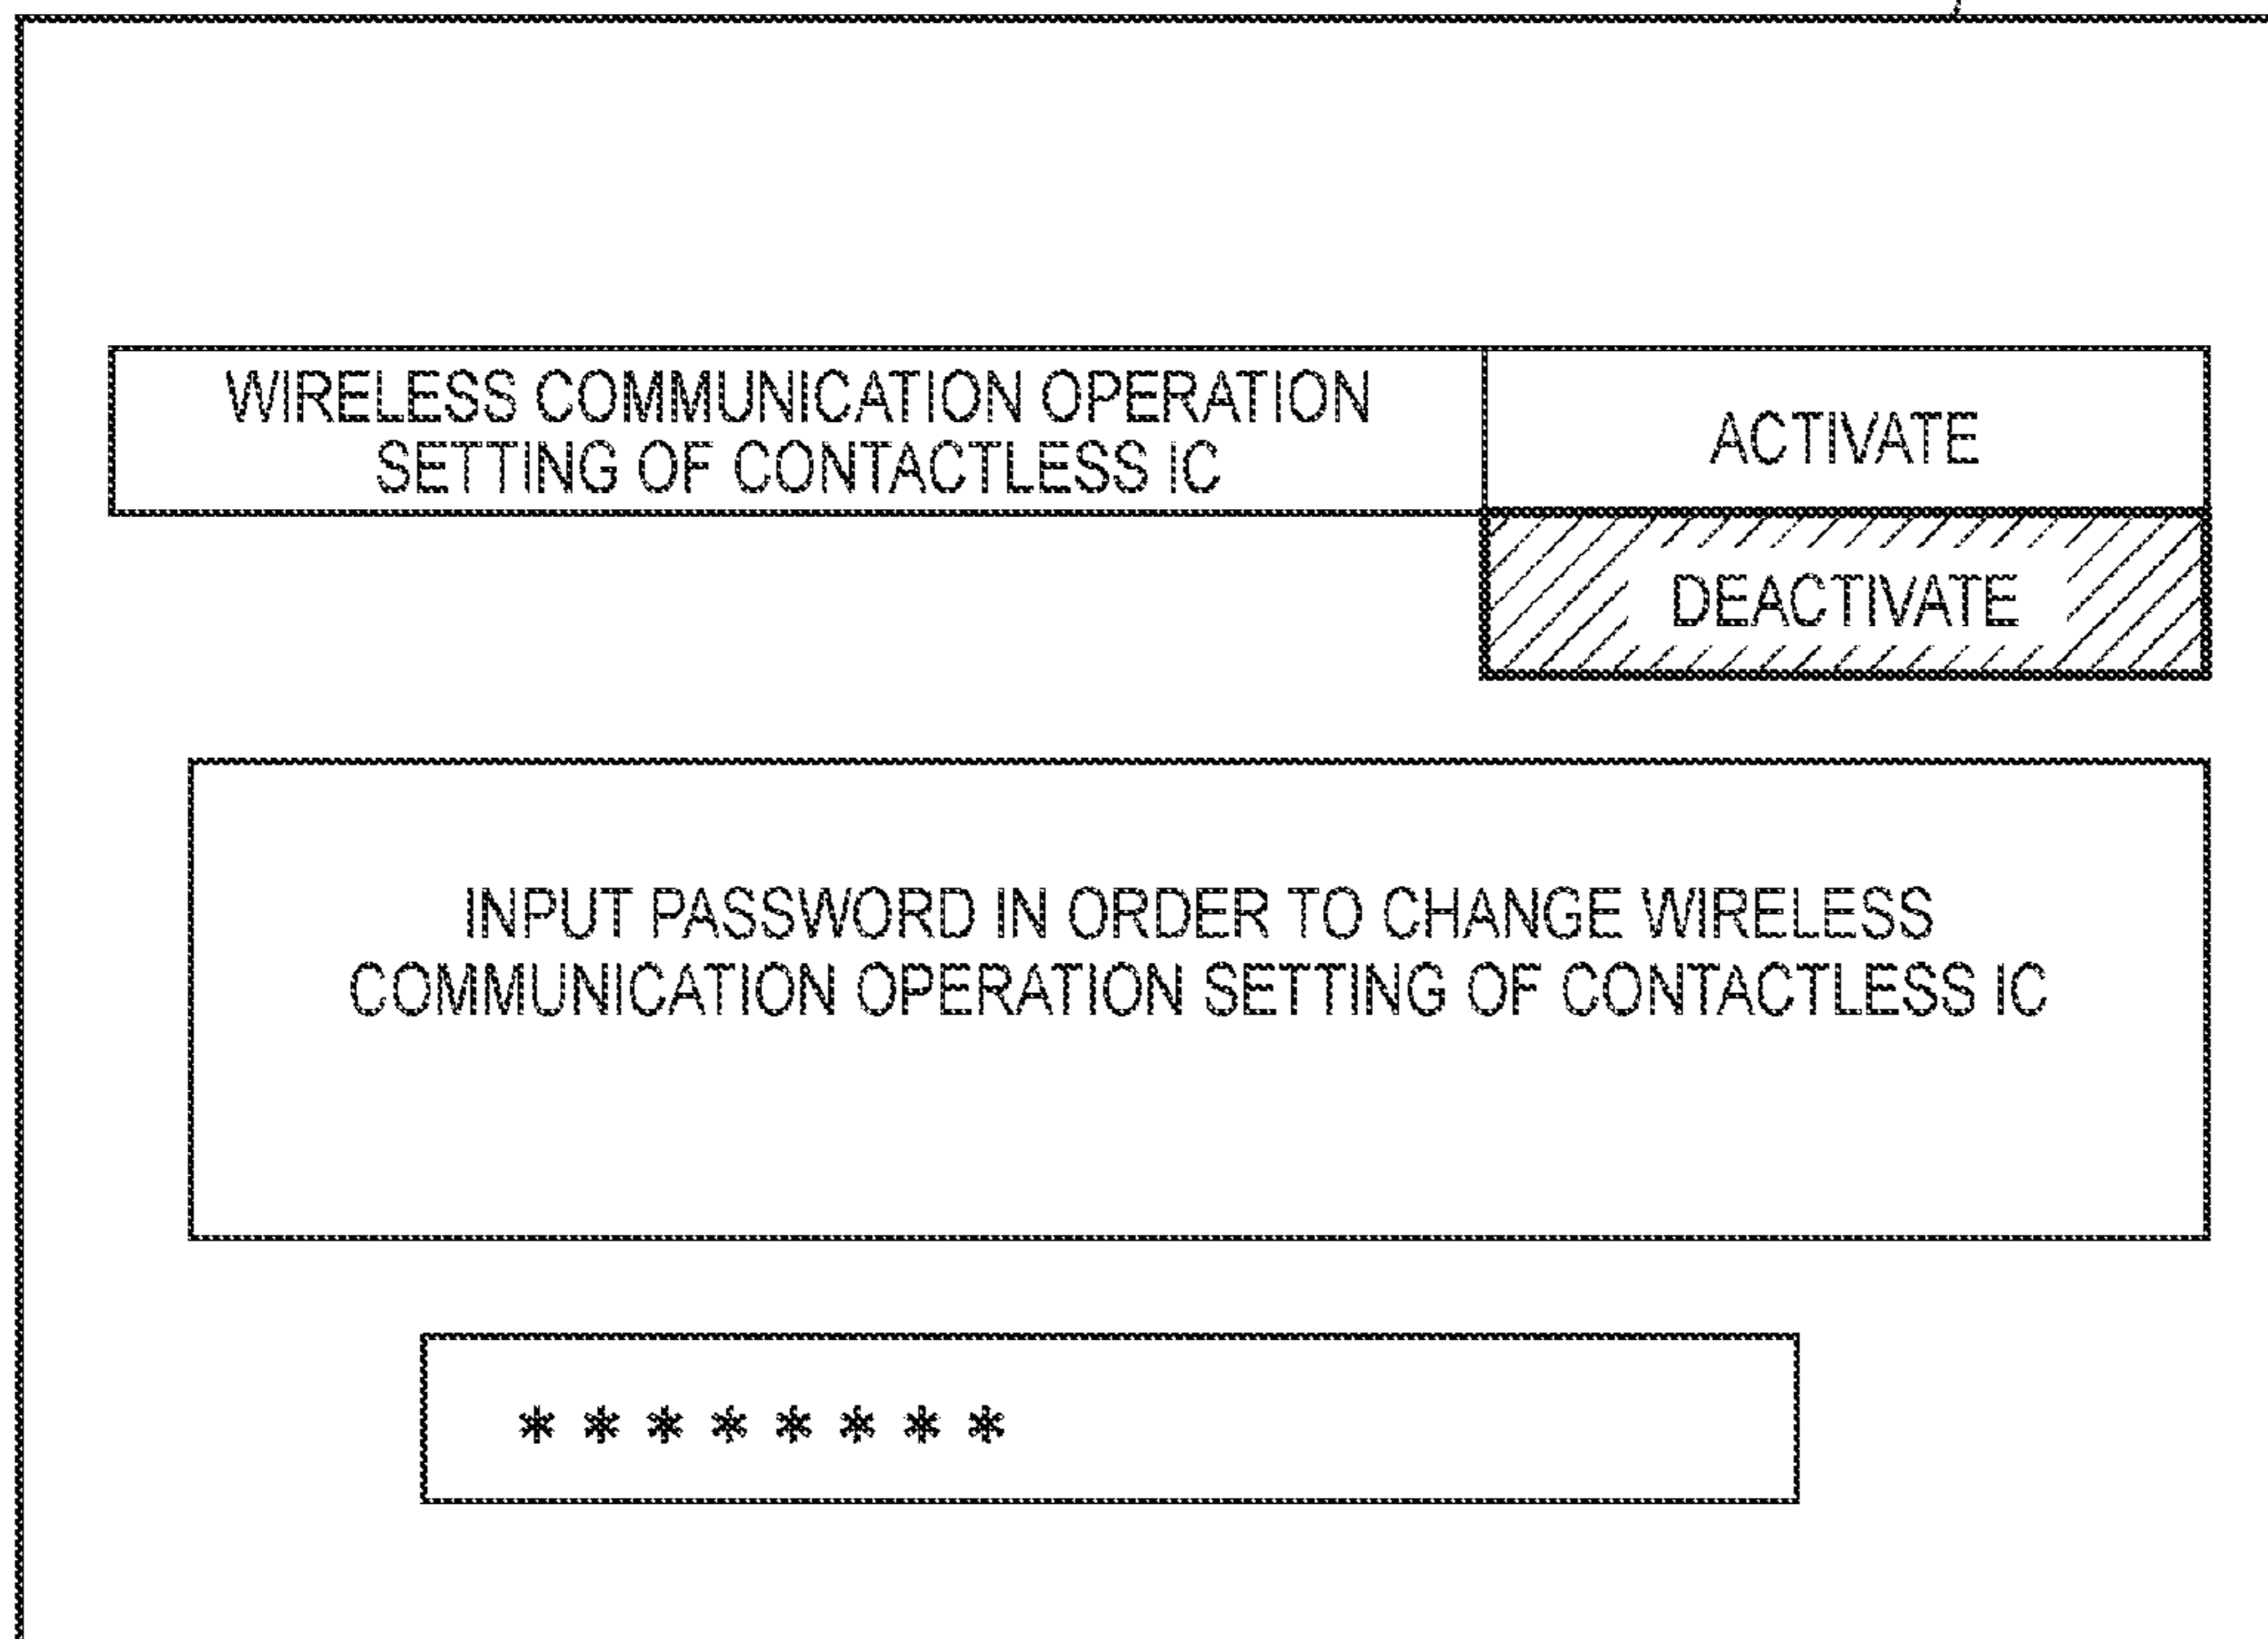 WIRELESS COMMUNICATION OPERATION
SETTING OF CONTACTLESS IC
ACTIVATE
DEACTIVATE
INPUT PASSWORD IN ORDER TO CHANGE WIRELESS
COMMUNICATION OPERATION SETTING OF CONTACTLESS IC
* * * * * * * *